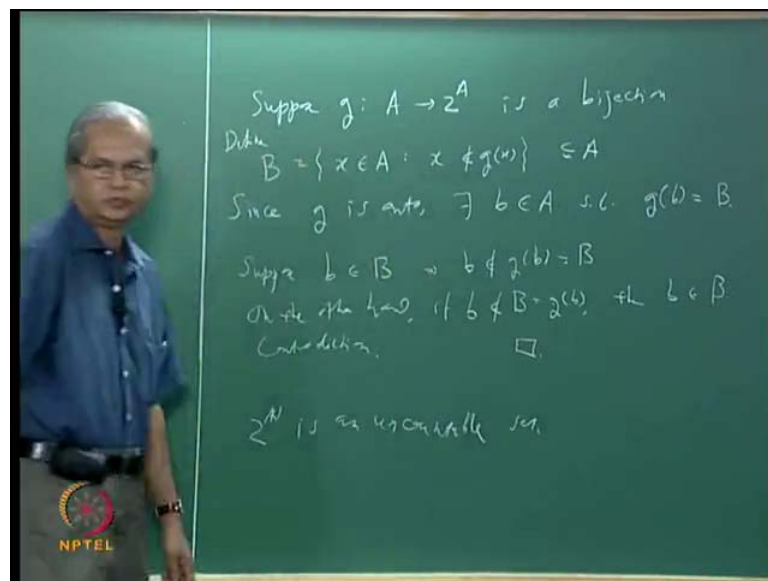 Suppose g: A → 2^A is a bijection
Define
B = { x ∈ A : x ∉ g(x) } ⊆ A
Since g is onto, ∃ b ∈ A s.t. g(b) = B.
Suppose b ∈ B ⇒ b ∉ g(b) = B
On the other hand, if b ∉ B = g(b), then b ∈ B.
Contradiction. □.
2^ℕ is an uncountable set.
NPTEL